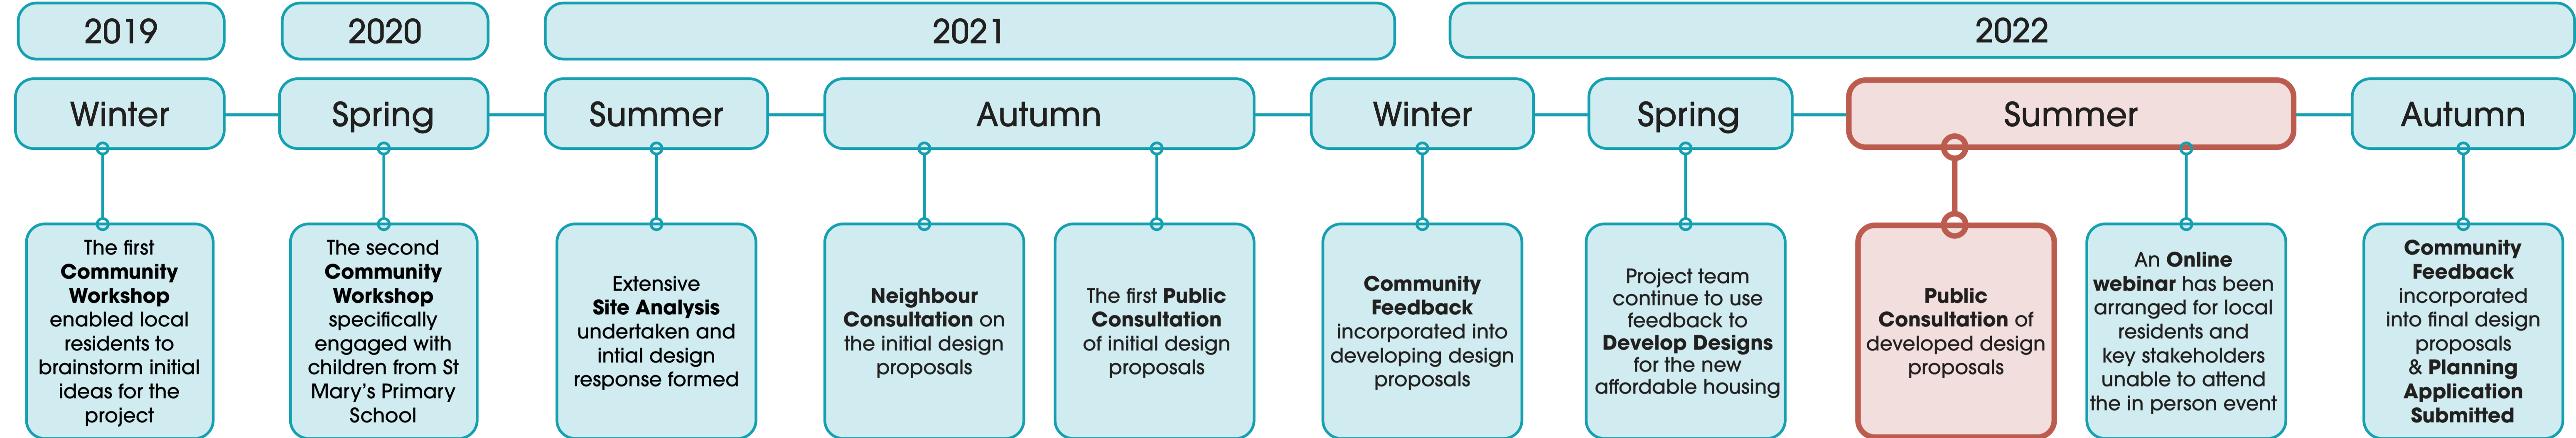 2019
2020
2021
2022
Winter
Spring
Summer
Autumn
Winter
Spring
Summer
Autumn
The first
Community
Workshop
enabled local
residents to
brainstorm initial
ideas for the
project
The second
Community
Workshop
specifically
engaged with
children from St
Mary's Primary
School
Extensive
Site Analysis
undertaken and
intial design
response formed
Neighbour
Consultation on
the initial design
proposals
The first Public
Consultation
of initial design
proposals
Community
Feedback
incorporated into
developing design
proposals
Project team
continue to use
feedback to
Develop Designs
for the new
affordable housing
Public
Consultation of
developed design
proposals
An Online
webinar has been
arranged for local
residents and
key stakeholders
unable to attend
the in person event
Community
Feedback
incorporated
into final design
proposals
& Planning
Application
Submitted